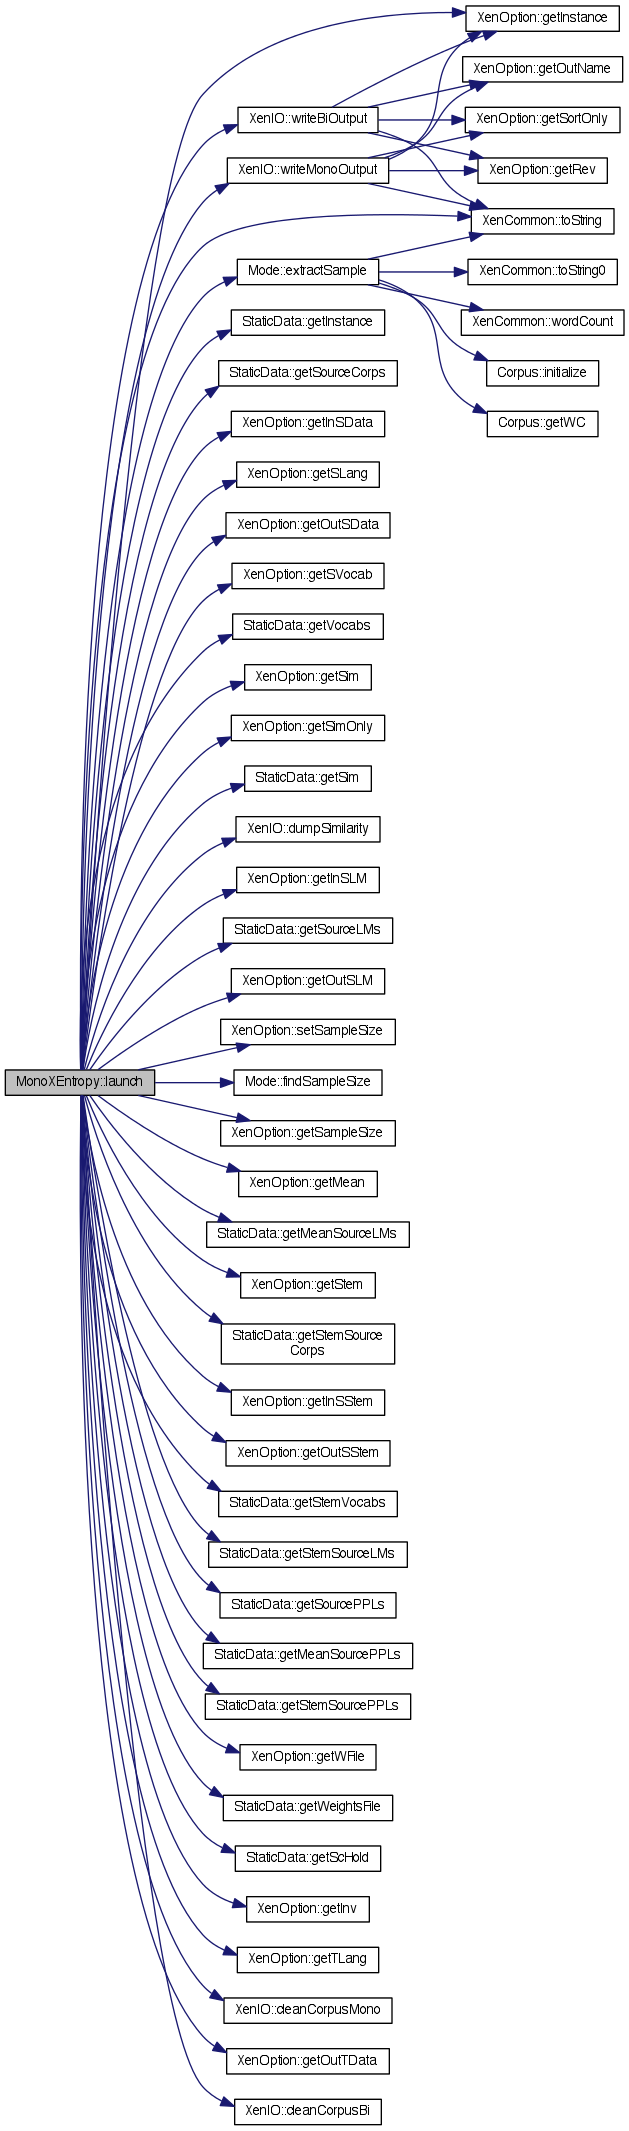 XenOption::getInstance
XenOption::getOutName
XenIO::writeBiOutput
XenOption::getSortOnly
XenIO::writeMonoOutput
XenOption::getRev
XenCommon::toString
Mode::extractSample
XenCommon::toString0
StaticData::getInstance
XenCommon::wordCount
StaticData::getSourceCorps
Corpus::initialize
XenOption::getInSData
Corpus::getWC
XenOption::getSLang
XenOption::getOutSData
XenOption::getSVocab
StaticData::getVocabs
XenOption::getSim
XenOption::getSimOnly
StaticData::getSim
XenIO::dumpSimilarity
XenOption::getInSLM
StaticData::getSourceLMs
XenOption::getOutSLM
XenOption::setSampleSize
MonoXEntropy::launch
Mode::findSampleSize
XenOption::getSampleSize
XenOption::getMean
StaticData::getMeanSourceLMs
XenOption::getStem
StaticData::getStemSource
Corps
XenOption::getInSStem
XenOption::getOutSStem
StaticData::getStemVocabs
StaticData::getStemSourceLMs
StaticData::getSourcePPLs
StaticData::getMeanSourcePPLs
StaticData::getStemSourcePPLs
XenOption::getWFile
StaticData::getWeightsFile
StaticData::getScHold
XenOption::getInv
XenOption::getTLang
XenIO::cleanCorpusMono
XenOption::getOutTData
XenIO::cleanCorpusBi